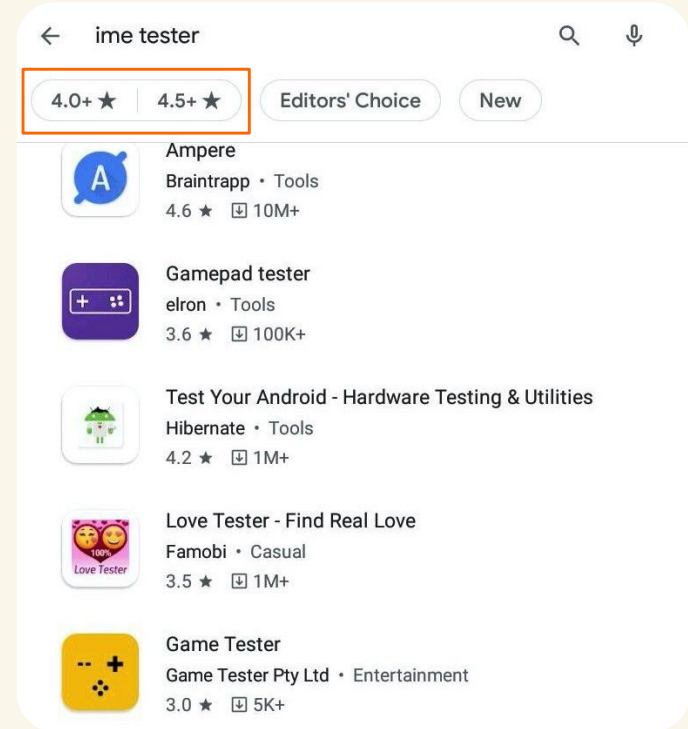 ime tester
4.0+ ★ 4.5+ ★ Editors' Choice New
Ampere
A
Braintrapp • Tools
4.6 ★ 10M+
Gamepad tester
elron • Tools
3.6 ★ 100K+
Test Your Android - Hardware Testing & Utilities
Hibernate • Tools
4.2 ★ 1M+
Love Tester - Find Real Love
100%
Love Tester
Famobi • Casual
3.5 ★ 1M+
Game Tester
Game Tester Pty Ltd • Entertainment
3.0 ★ 5K+